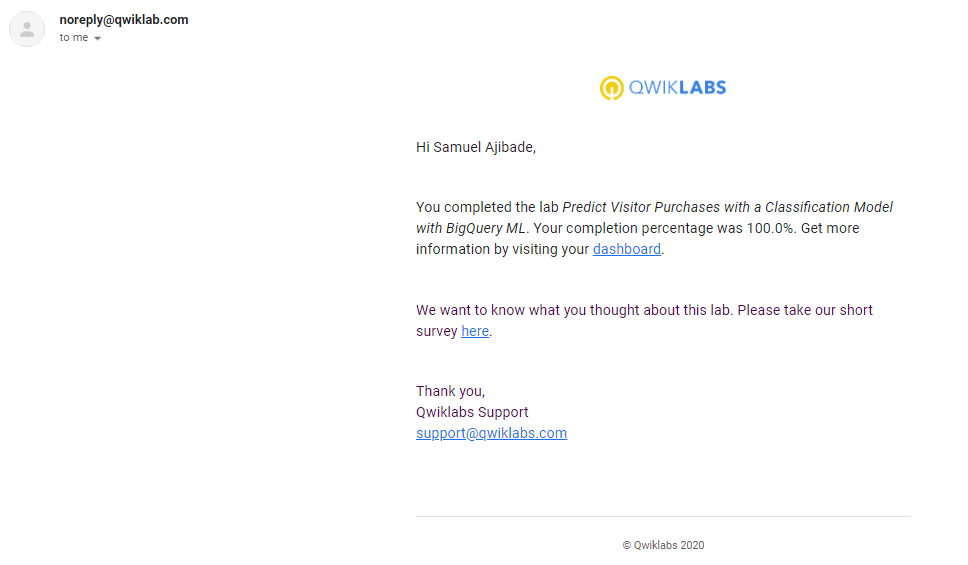 noreply@qwiklab.com
to me
QWIKLABS
Hi Samuel Ajibade,
You completed the lab Predict Visitor Purchases with a Classification Model
with BigQuery ML. Your completion percentage was 100.0%. Get more
information by visiting your dashboard.
We want to know what you thought about this lab. Please take our short
survey here.
Thank you,
Qwiklabs Support
support@qwiklabs.com
© Qwiklabs 2020